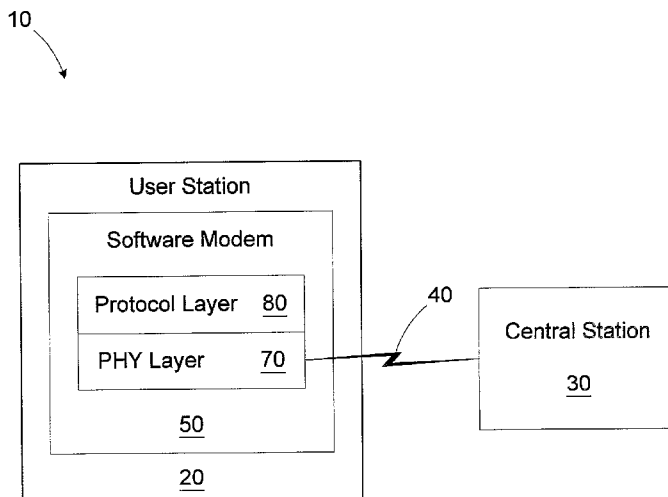 10
User Station
Software Modem
Protocol Layer 80
PHY Layer 70
50
20
40
Central Station
30